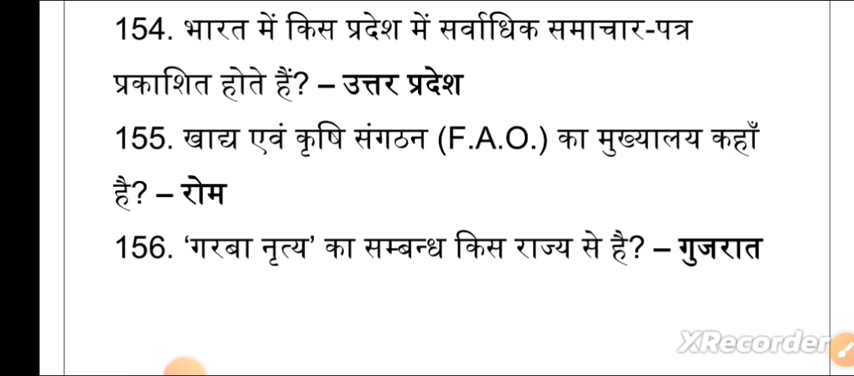 154. भारत में किस प्रदेश में सर्वाधिक समाचार-पत्र
प्रकाशित होते हैं? – उत्तर प्रदेश
155. खाद्य एवं कृषि संगठन (F.A.O.) का मुख्यालय कहाँ
है? – रोम
156. ‘गरबा नृत्य’ का सम्बन्ध किस राज्य से है? – गुजरात
XRecorder